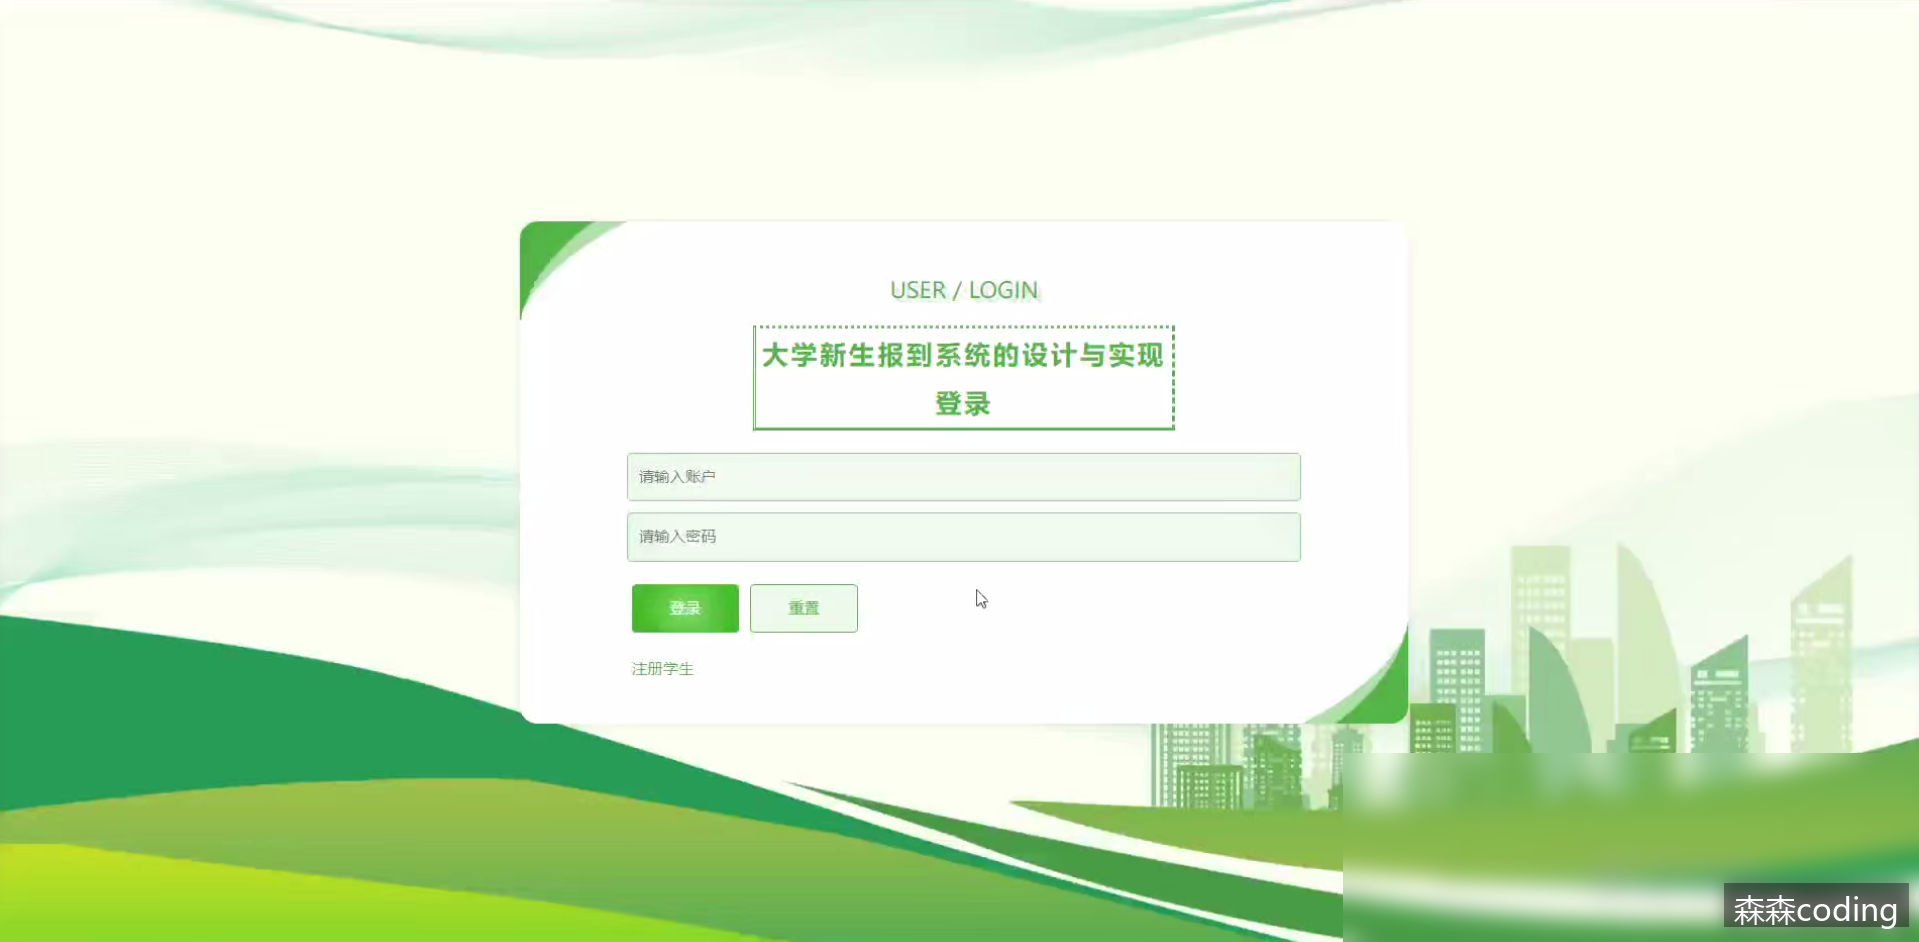 USER / LOGIN
大学新生报到系统的设计与实现
登录
请输入账户
请输入密码
登录
重置
注册学生
森森coding